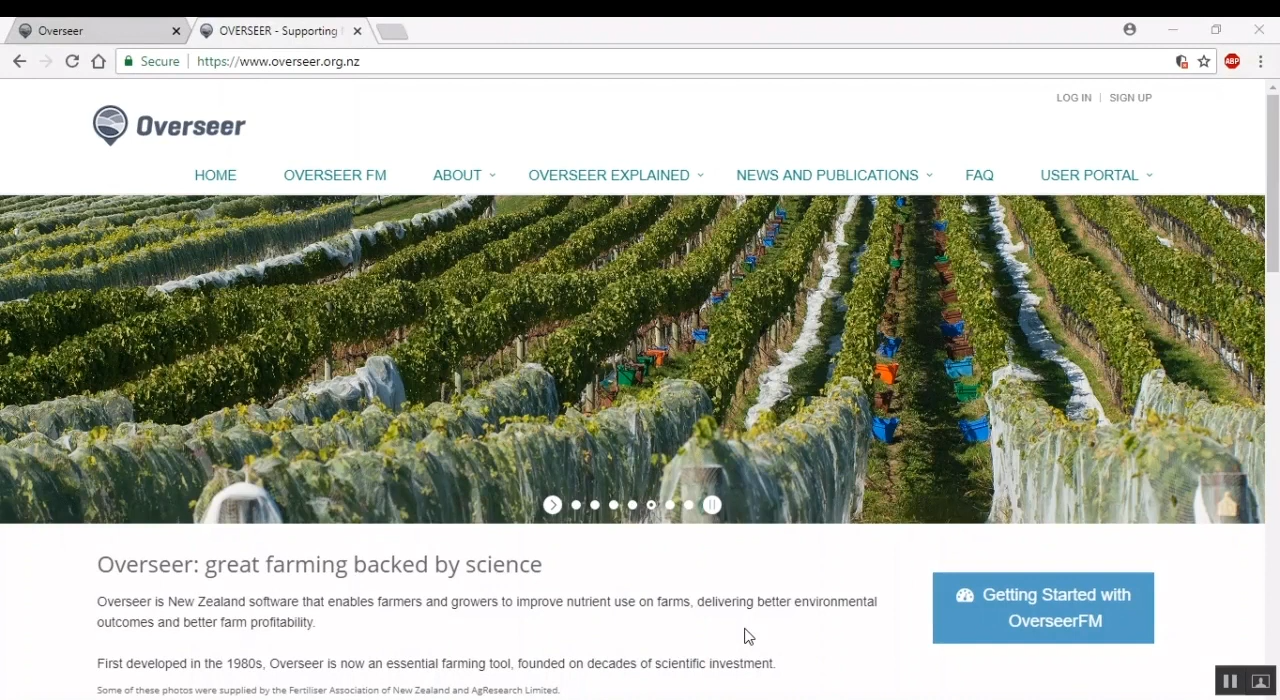 Overseer
OVERSEER - Supporting
Secure
https://www.overseer.org.nz
ABP
LOG IN | SIGN UP
Overseer
HOME
OVERSEER FM
ABOUT
OVERSEER EXPLAINED
NEWS AND PUBLICATIONS
FAQ
USER PORTAL
Overseer: great farming backed by science
Overseer is New Zealand software that enables farmers and growers to improve nutrient use on farms, delivering better environmental
outcomes and better farm profitability.
Getting Started with
OverseerFM
First developed in the 1980s, Overseer is now an essential farming tool, founded on decades of scientific investment.
Some of these photos were supplied by the Fertiliser Association of New Zealand and AgResearch Limited.